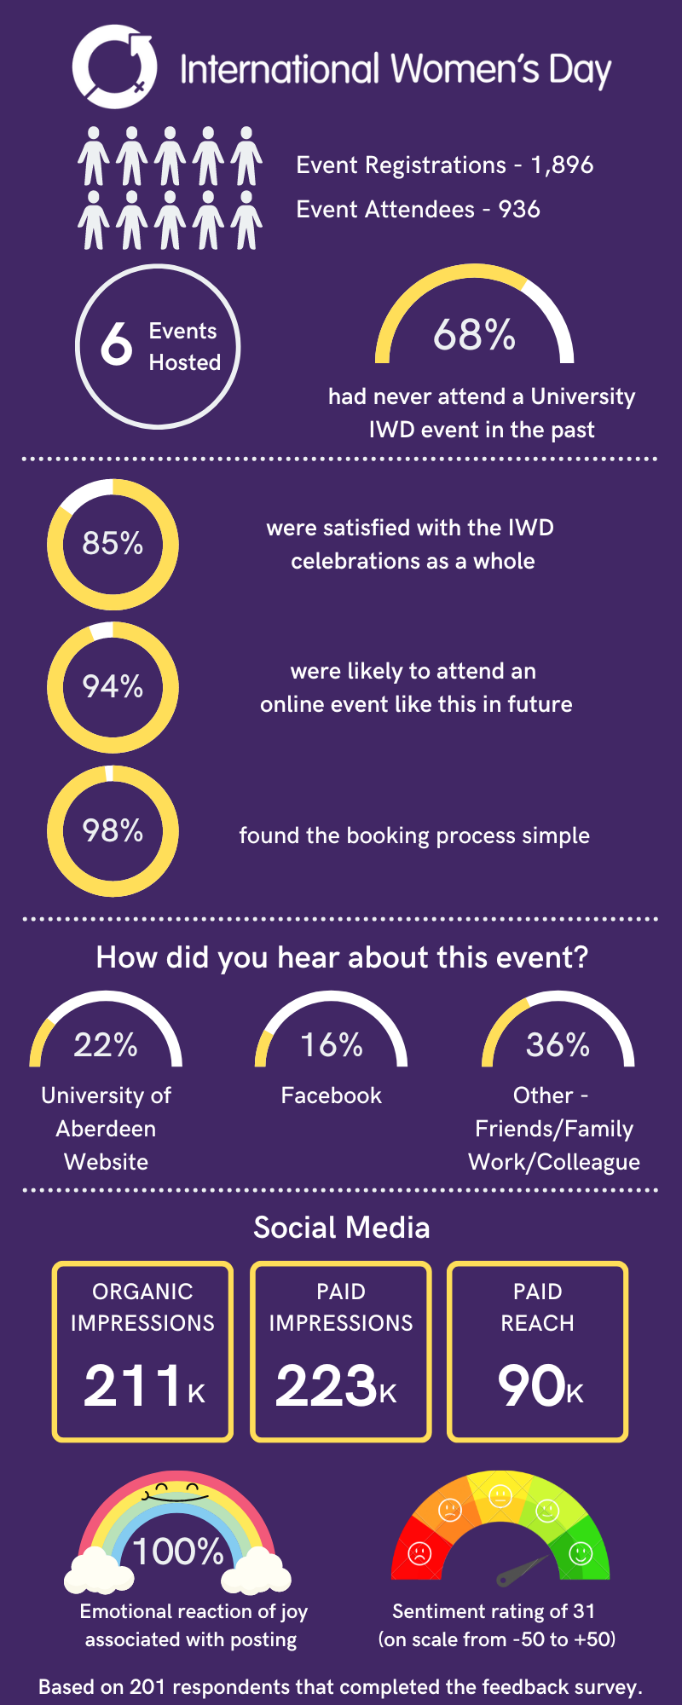 International Women's Day
Event Registrations - 1,896
Event Attendees - 936
6 Events
Hosted
68%
had never attend a University
IWD event in the past
85%
were satisfied with the IWD
celebrations as a whole
94%
were likely to attend an
online event like this in future
98%
found the booking process simple
How did you hear about this event?
22%
University of
Aberdeen
Website
16%
Facebook
36%
Other -
Friends/Family
Work/Colleague
Social Media
ORGANIC
IMPRESSIONS
211K
PAID
IMPRESSIONS
223K
PAID
REACH
90K
100%
Emotional reaction of joy
associated with posting
Sentiment rating of 31
(on scale from -50 to +50)
Based on 201 respondents that completed the feedback survey.